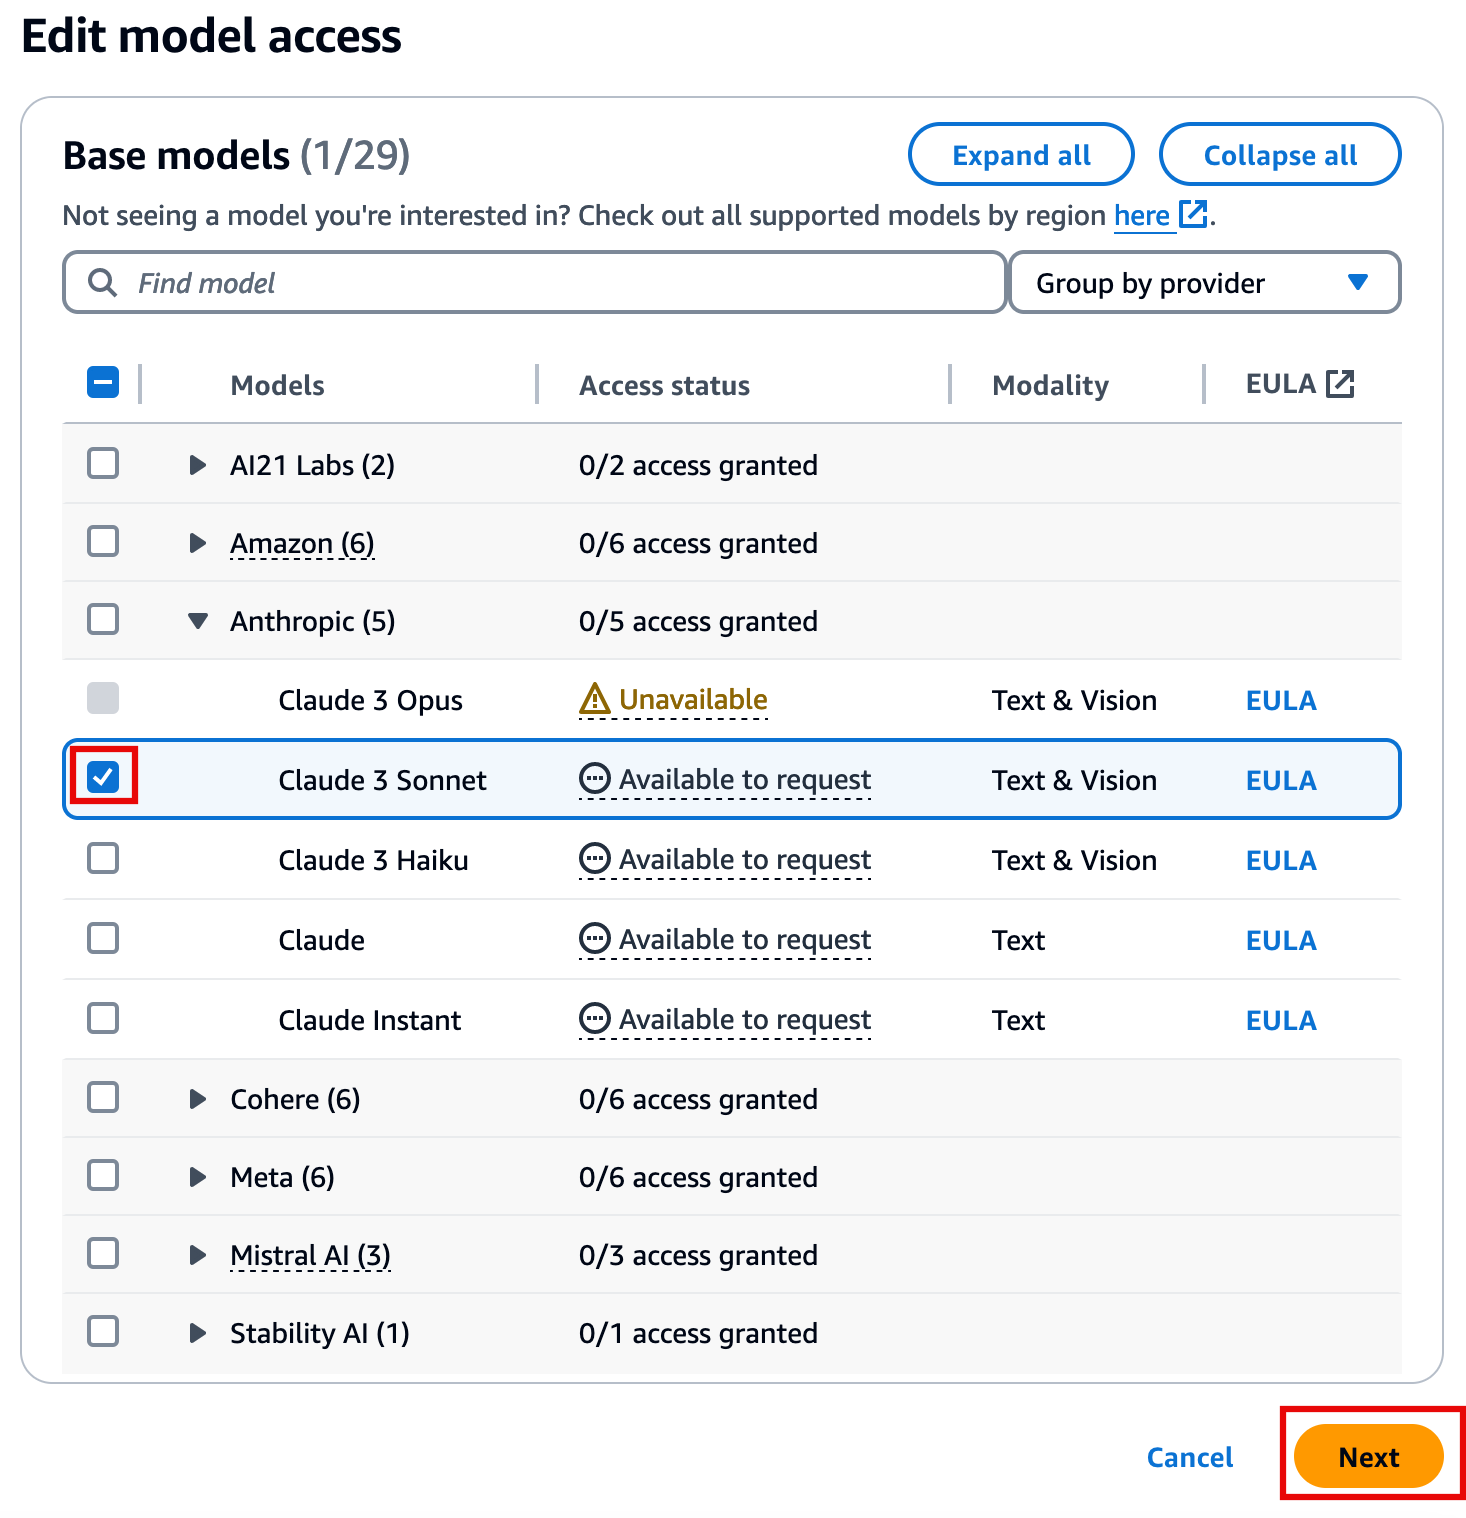 Edit model access
Base models (1/29)
Expand all
Collapse all
Not seeing a model you're interested in? Check out all supported models by region here.
Find model
Group by provider
Models Access status Modality EULA
AI21 Labs (2) 0/2 access granted
Amazon (6) 0/6 access granted
Anthropic (5) 0/5 access granted
Claude 3 Opus Unavailable Text & Vision EULA
Claude 3 Sonnet Available to request Text & Vision EULA
Claude 3 Haiku Available to request Text & Vision EULA
Claude Available to request Text EULA
Claude Instant Available to request Text EULA
Cohere (6) 0/6 access granted
Meta (6) 0/6 access granted
Mistral AI (3) 0/3 access granted
Stability AI (1) 0/1 access granted
Cancel
Next